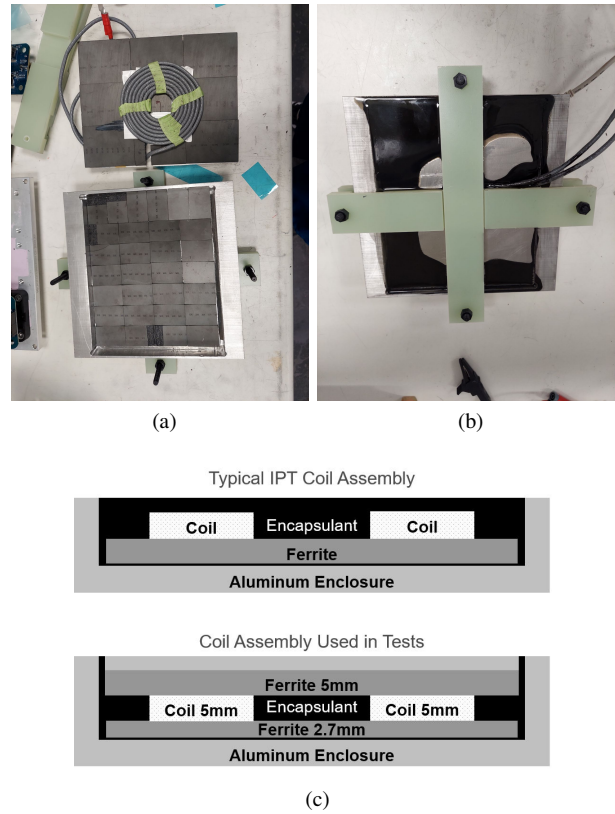 (a)
(b)
Typical IPT Coil Assembly
Coil
Encapsulant
Coil
Ferrite
Aluminum Enclosure
Coil Assembly Used in Tests
Ferrite 5mm
Coil 5mm
Encapsulant
Coil 5mm
Ferrite 2.7mm
Aluminum Enclosure
(c)